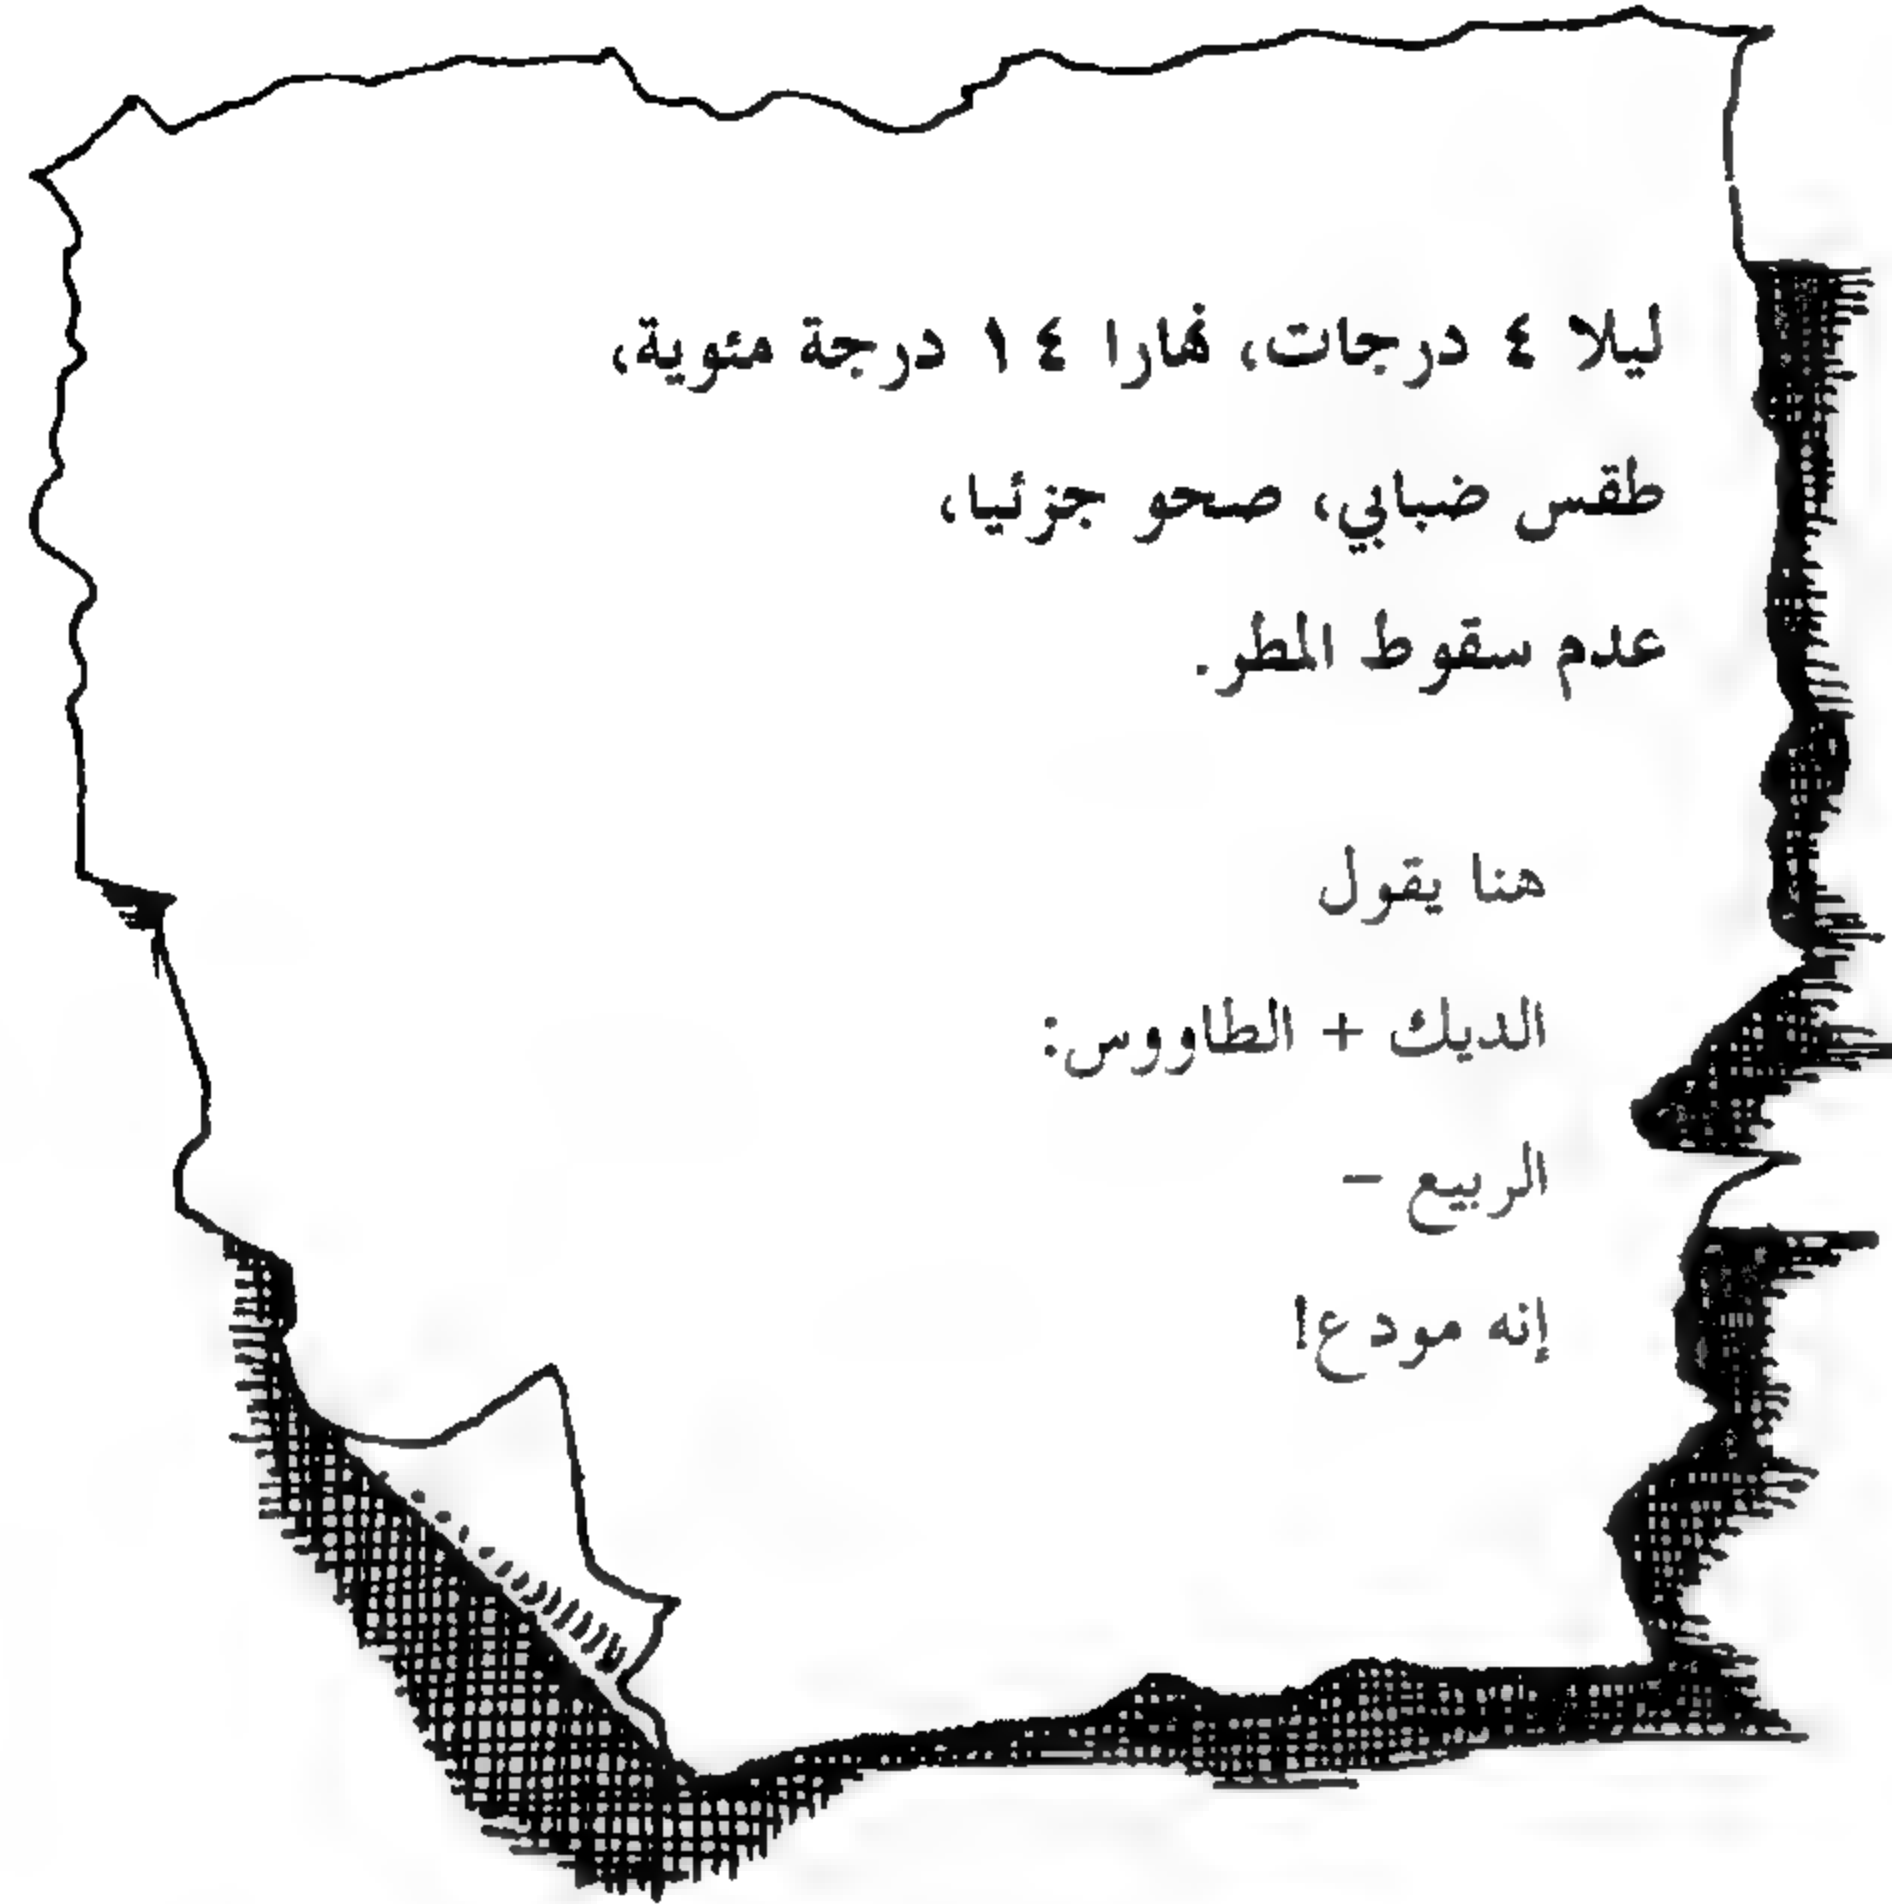 ليلا ٤ درجات، نهارا ١٤ درجة مئوية،
طقس ضبابي، صحو جزئيا،
عدم سقوط المطر.
هنا يقول
الديك + الطاووس:
الربيع –
إنه مودع!